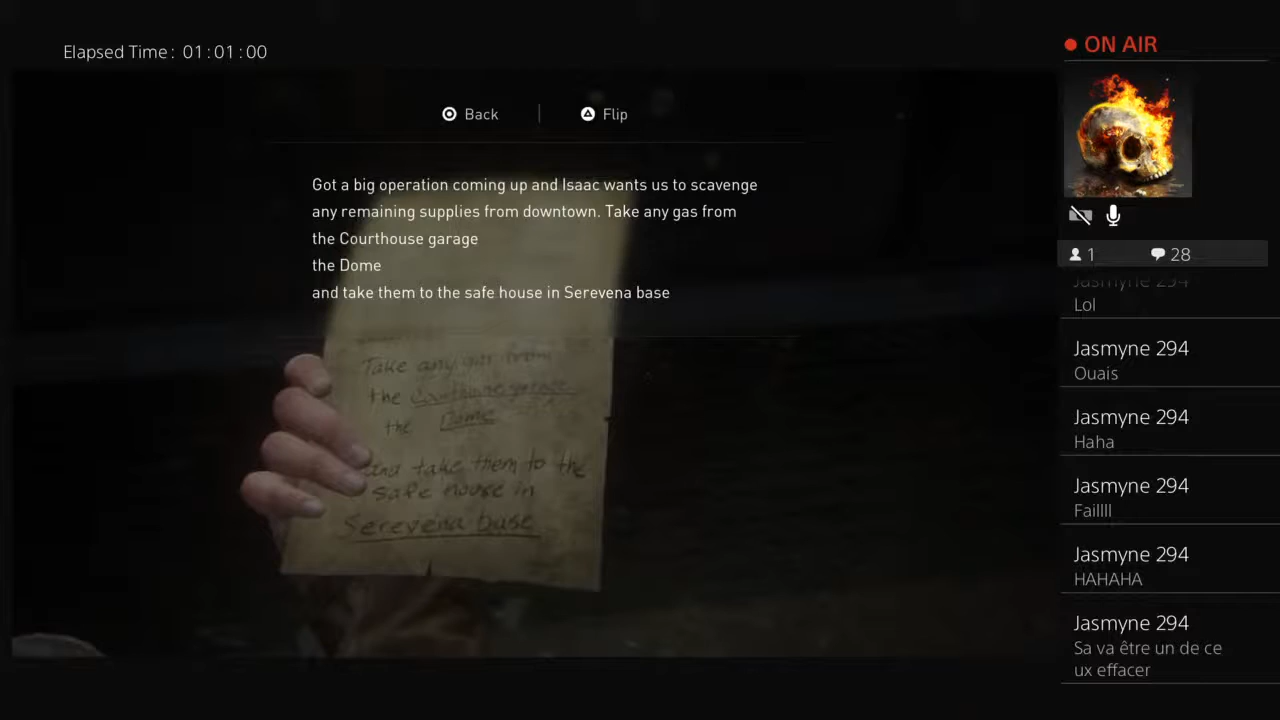 Elapsed Time: 01:01:00
ON AIR
Back
Flip
Got a big operation coming up and Isaac wants us to scavenge
any remaining supplies from downtown. Take any gas from
the Courthouse garage
the Dome
and take them to the safe house in Serevena base
Take any gas from
the Courthouse garage
the Dome
and take them to the
safe house in
Serevena base
1
28
Jasmyne 294
Lol
Jasmyne 294
Ouais
Jasmyne 294
Haha
Jasmyne 294
Faillll
Jasmyne 294
HAHAHA
Jasmyne 294
Sa va être un de ce
ux effacer